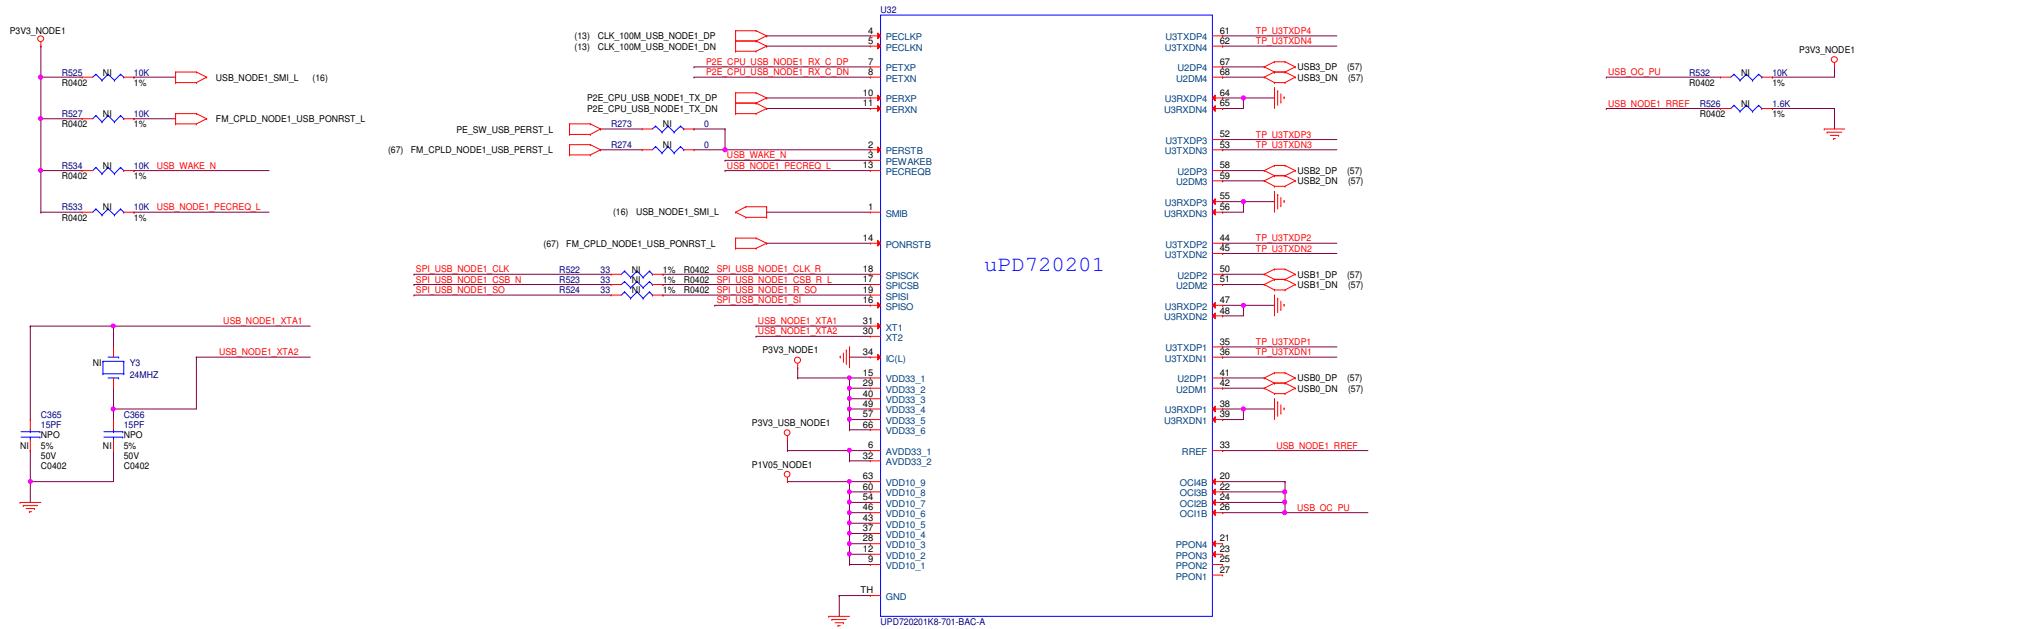 P3V3_NODE1
R525 NI 10K USB_NODE1_SMI_L (16)
R0402 1%
R527 NI 10K FM_CPLD_NODE1_USB_PONRST_L
R0402 1%
R534 NI 10K USB_WAKE_N
R0402 1%
R533 NI 10K USB_NODE1_PECREQ_L
R0402 1%
USB_NODE1_XTA1
USB_NODE1_XTA2
NI Y3
24MHZ
C365
15PF
NPO
NI 5%
50V
C0402
C366
15PF
NPO
NI 5%
50V
C0402
U32
(13) CLK_100M_USB_NODE1_DP 4 PECLKP
(13) CLK_100M_USB_NODE1_DN 5 PECLKN
P2E_CPU_USB_NODE1_RX_C_DP 7 PETXP
P2E_CPU_USB_NODE1_RX_C_DN 8 PETXN
P2E_CPU_USB_NODE1_TX_DP 10 PERXP
P2E_CPU_USB_NODE1_TX_DN 11 PERXN
PE_SW_USB_PERST_L R273 NI 0
(67) FM_CPLD_NODE1_USB_PERST_L R274 NI 0 2 PERSTB
USB_WAKE_N 3 PEWAKEB
USB_NODE1_PECREQ_L 13 PECREQB
(16) USB_NODE1_SMI_L 1 SMIB
(67) FM_CPLD_NODE1_USB_PONRST_L 14 PONRSTB
SPI_USB_NODE1_CLK R522 33 NI 1% R0402 SPI_USB_NODE1_CLK_R 18 SPISCK
SPI_USB_NODE1_CSB_N R523 33 NI 1% R0402 SPI_USB_NODE1_CSB_R_L 17 SPICSB
SPI_USB_NODE1_SO R524 33 NI 1% R0402 SPI_USB_NODE1_R_SO 19 SPISI
SPI_USB_NODE1_SI 16 SPISO
USB_NODE1_XTA1 31 XT1
USB_NODE1_XTA2 30 XT2
34 IC(L)
P3V3_NODE1
15 VDD33_1
29 VDD33_2
40 VDD33_3
49 VDD33_4
57 VDD33_5
66 VDD33_6
P3V3_USB_NODE1
6 AVDD33_1
32 AVDD33_2
P1V05_NODE1
63 VDD10_9
60 VDD10_8
54 VDD10_7
46 VDD10_6
43 VDD10_5
37 VDD10_4
28 VDD10_3
12 VDD10_2
9 VDD10_1
TH GND
uPD720201
UPD720201K8-701-BAC-A
U3TXDP4 61 TP_U3TXDP4
U3TXDN4 62 TP_U3TXDN4
U2DP4 67 USB3_DP (57)
U2DM4 68 USB3_DN (57)
U3RXDP4 64
U3RXDN4 65
U3TXDP3 52 TP_U3TXDP3
U3TXDN3 53 TP_U3TXDN3
U2DP3 58 USB2_DP (57)
U2DM3 59 USB2_DN (57)
U3RXDP3 55
U3RXDN3 56
U3TXDP2 44 TP_U3TXDP2
U3TXDN2 45 TP_U3TXDN2
U2DP2 50 USB1_DP (57)
U2DM2 51 USB1_DN (57)
U3RXDP2 47
U3RXDN2 48
U3TXDP1 35 TP_U3TXDP1
U3TXDN1 36 TP_U3TXDN1
U2DP1 41 USB0_DP (57)
U2DM1 42 USB0_DN (57)
U3RXDP1 38
U3RXDN1 39
RREF 33 USB_NODE1_RREF
OCI4B 20
OCI3B 22
OCI2B 24
OCI1B 26 USB_OC_PU
PPON4 21
PPON3 23
PPON2 25
PPON1 27
P3V3_NODE1
USB_OC_PU R532 NI 10K
R0402 1%
USB_NODE1_RREF R526 NI 1.6K
R0402 1%